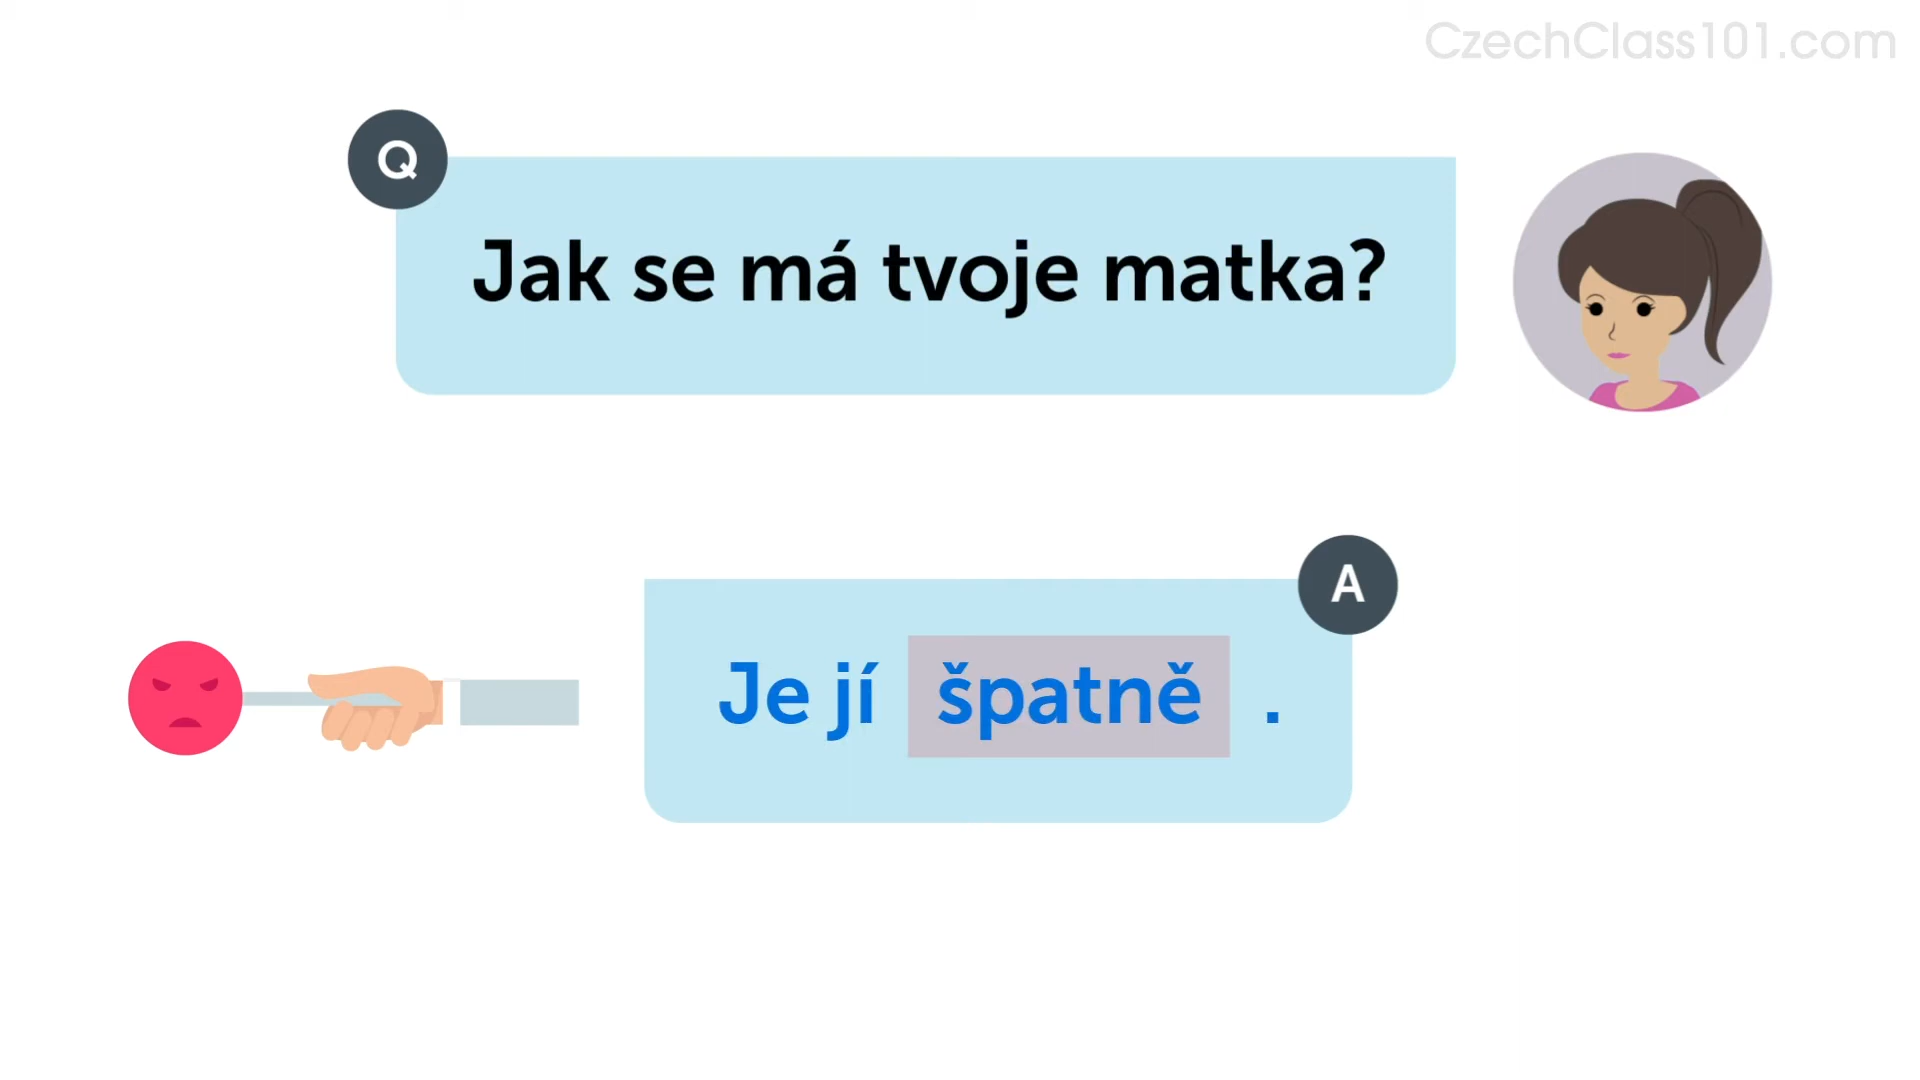 CzechClass101.com
Q
Jak se má tvoje matka?
A
Je jí špatně .